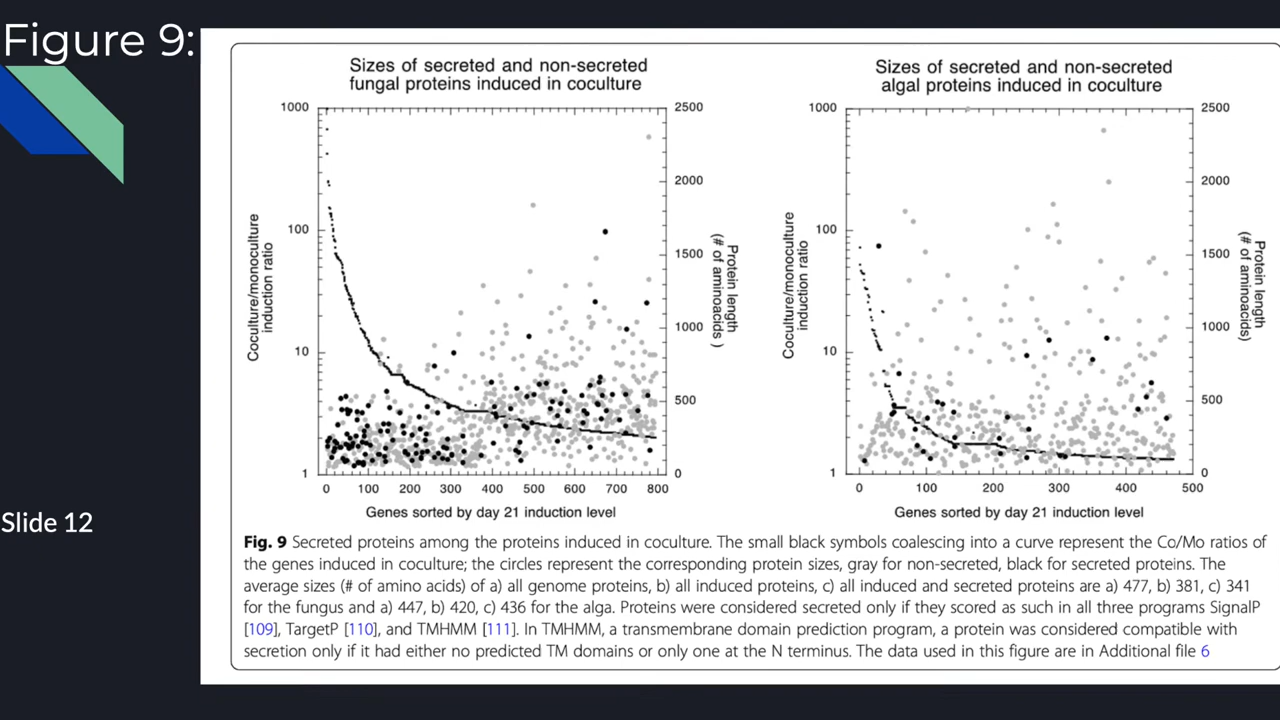 Figure 9:
Sizes of secreted and non-secreted
fungal proteins induced in coculture
1000
100
10
1
2500
2000
1500
1000
500
0
Coculture/monoculture
induction ratio
Protein length
(# of aminoacids )
0 100 200 300 400 500 600 700 800
Genes sorted by day 21 induction level
Sizes of secreted and non-secreted
algal proteins induced in coculture
1000
100
10
1
2500
2000
1500
1000
500
0
Coculture/monoculture
induction ratio
Protein length
(# of aminoacids)
0 100 200 300 400 500
Genes sorted by day 21 induction level
Slide 12
Fig. 9 Secreted proteins among the proteins induced in coculture. The small black symbols coalescing into a curve represent the Co/Mo ratios of
the genes induced in coculture; the circles represent the corresponding protein sizes, gray for non-secreted, black for secreted proteins. The
average sizes (# of amino acids) of a) all genome proteins, b) all induced proteins, c) all induced and secreted proteins are a) 477, b) 381, c) 341
for the fungus and a) 447, b) 420, c) 436 for the alga. Proteins were considered secreted only if they scored as such in all three programs SignalP
[109], TargetP [110], and TMHMM [111]. In TMHMM, a transmembrane domain prediction program, a protein was considered compatible with
secretion only if it had either no predicted TM domains or only one at the N terminus. The data used in this figure are in Additional file 6